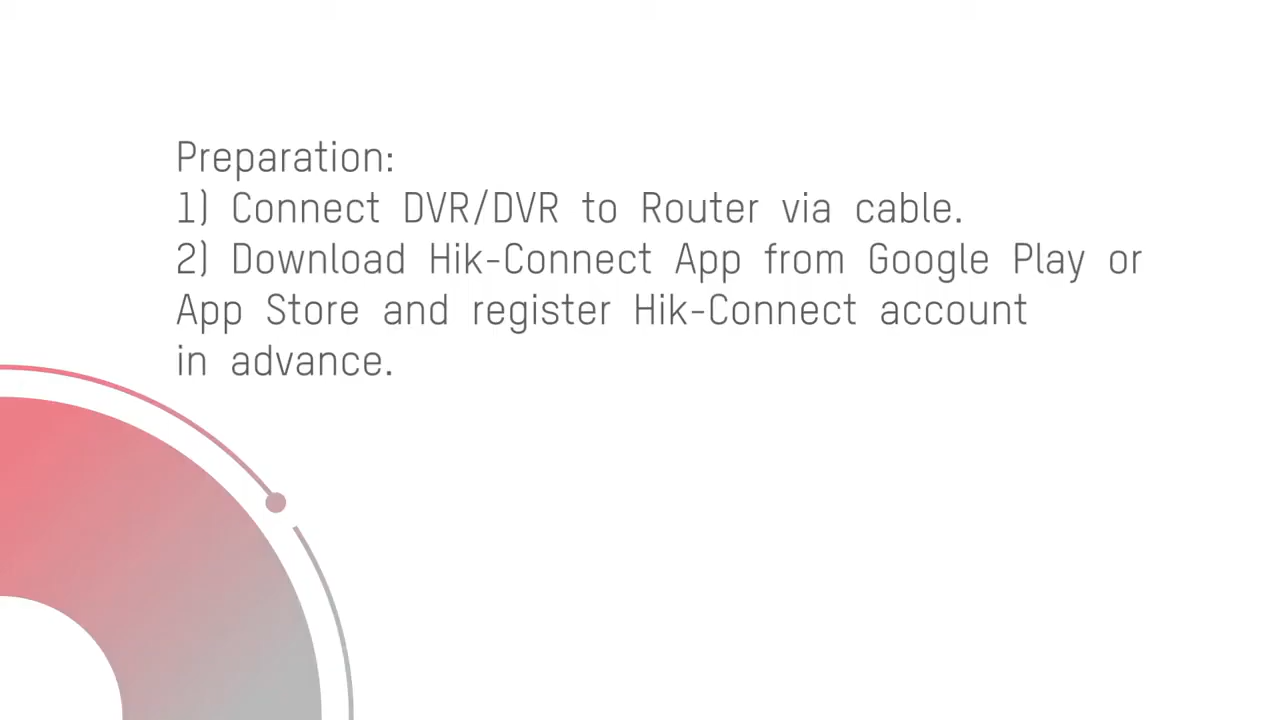 Preparation:
1) Connect DVR/DVR to Router via cable.
2) Download Hik-Connect App from Google Play or
App Store and register Hik-Connect account
in advance.